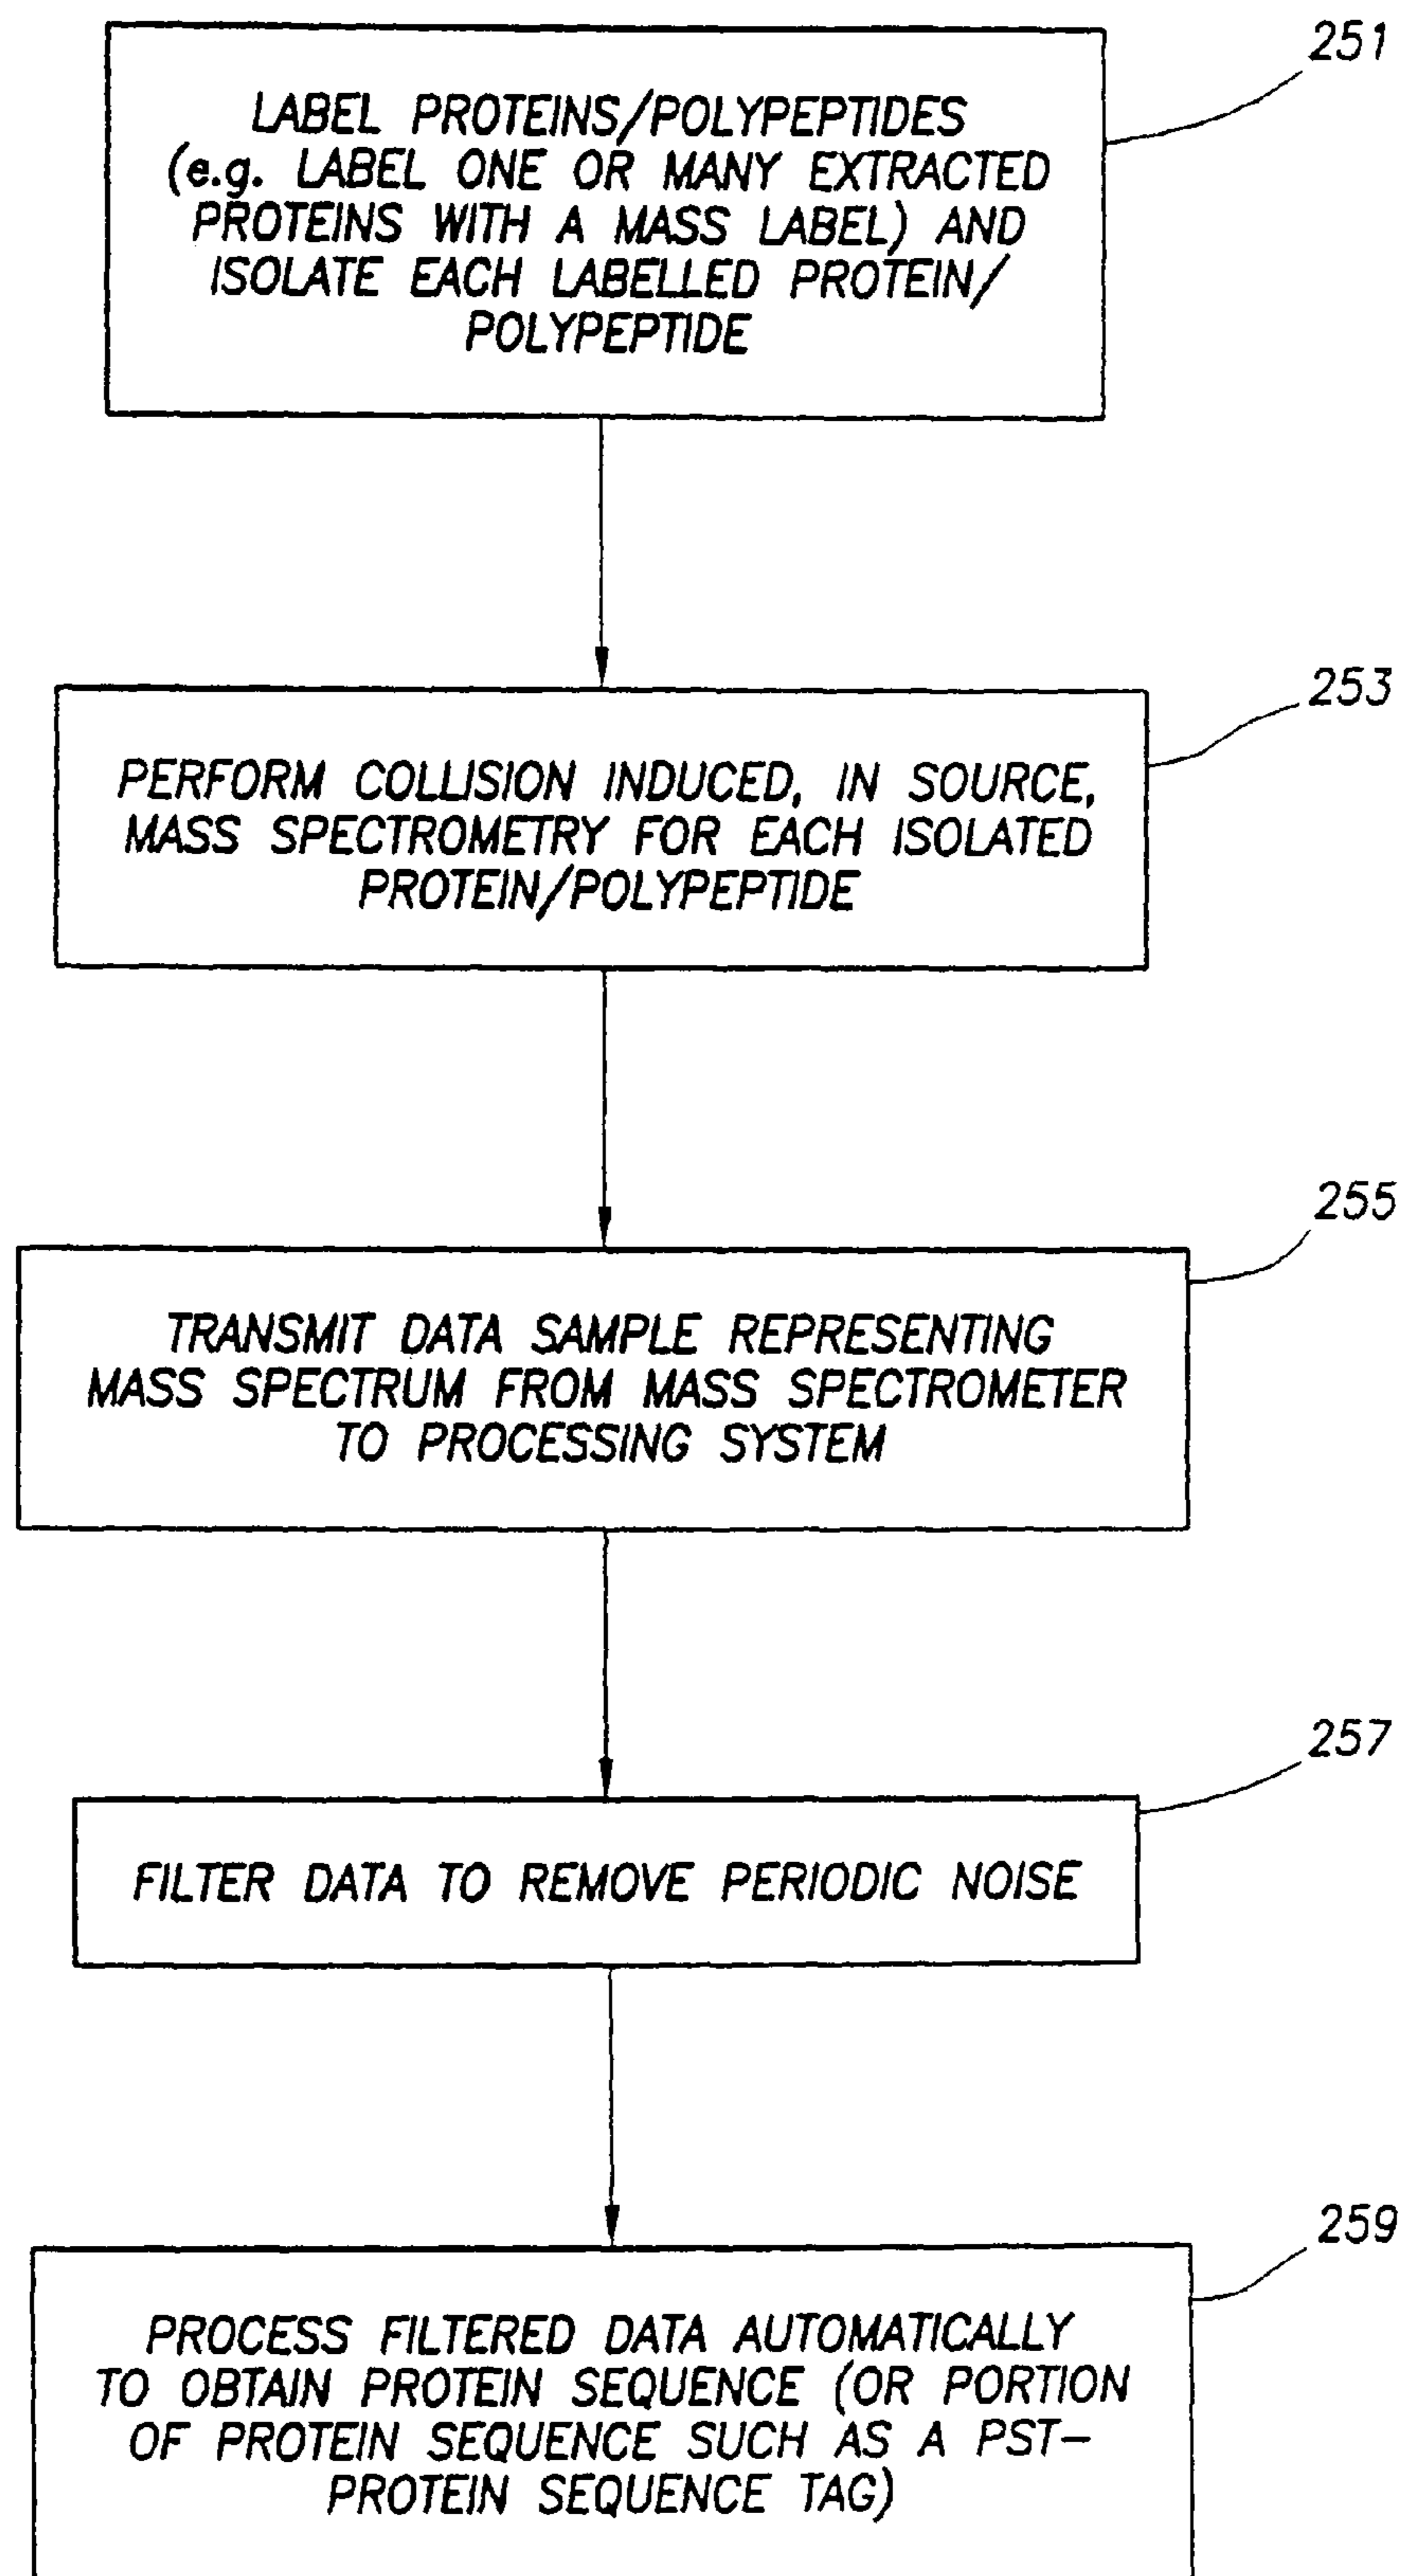 251
LABEL PROTEINS/POLYPEPTIDES
(e.g. LABEL ONE OR MANY EXTRACTED
PROTEINS WITH A MASS LABEL) AND
ISOLATE EACH LABELLED PROTEIN/
POLYPEPTIDE
253
PERFORM COLLISION INDUCED, IN SOURCE,
MASS SPECTROMETRY FOR EACH ISOLATED
PROTEIN/POLYPEPTIDE
255
TRANSMIT DATA SAMPLE REPRESENTING
MASS SPECTRUM FROM MASS SPECTROMETER
TO PROCESSING SYSTEM
257
FILTER DATA TO REMOVE PERIODIC NOISE
259
PROCESS FILTERED DATA AUTOMATICALLY
TO OBTAIN PROTEIN SEQUENCE (OR PORTION
OF PROTEIN SEQUENCE SUCH AS A PST-
PROTEIN SEQUENCE TAG)